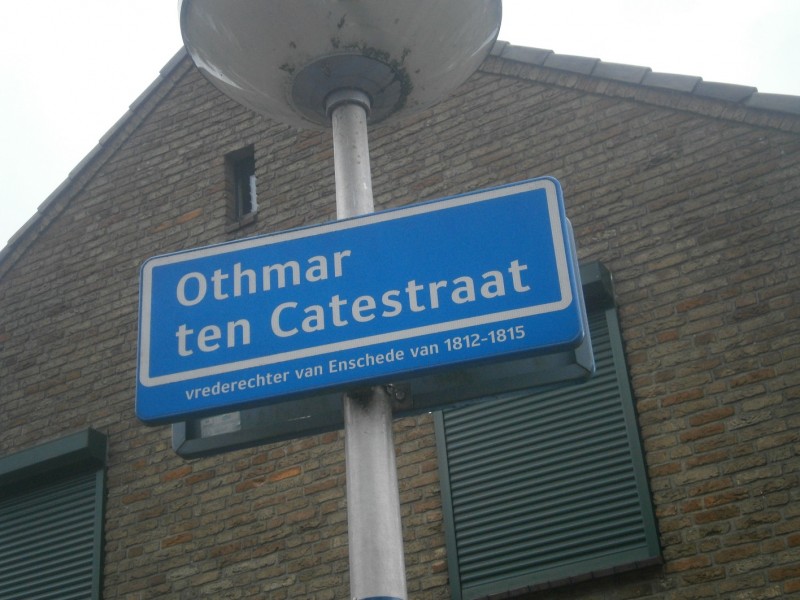 Othmar
ten Catestraat
vrederechter van Enschede van 1812-1815